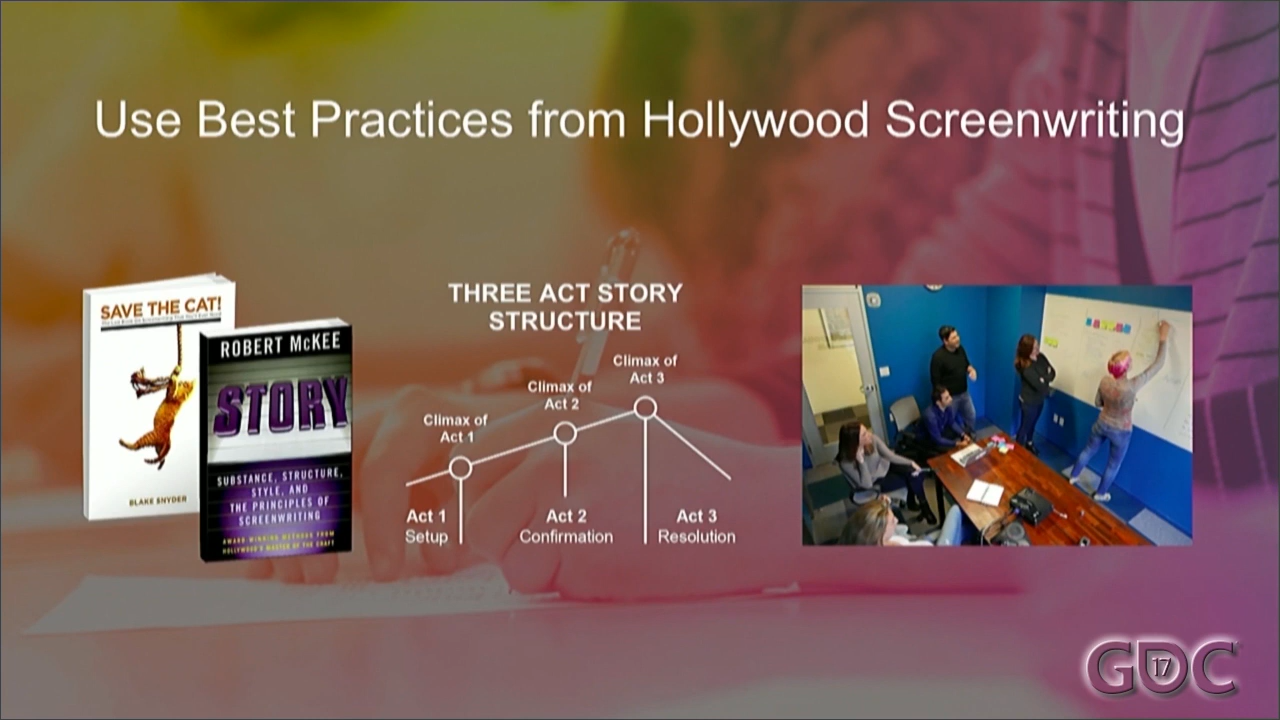 Use Best Practices from Hollywood Screenwriting
SAVE THE CAT!
BLAKE SNYDER
ROBERT McKEE
STORY
SUBSTANCE, STRUCTURE,
STYLE, AND
THE PRINCIPLES OF
SCREENWRITING
AWARD-WINNING METHODS FROM
HOLLYWOOD'S MASTER OF THE CRAFT
THREE ACT STORY
STRUCTURE
Climax of
Act 1
Climax of
Act 2
Climax of
Act 3
Act 1
Setup
Act 2
Confirmation
Act 3
Resolution
GDC
17